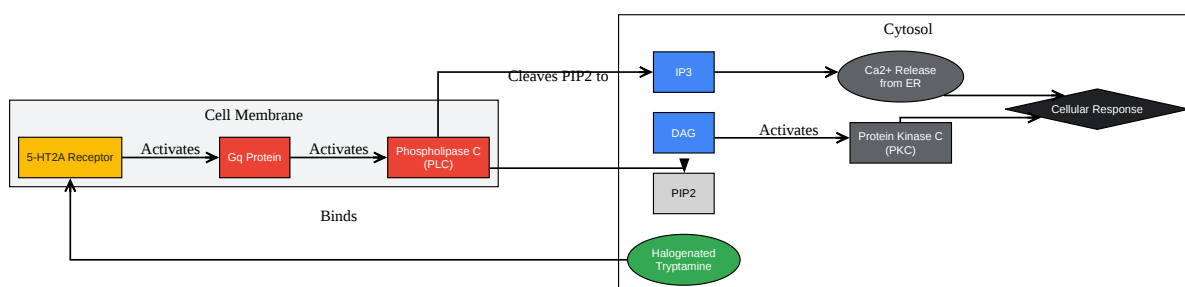 Cytosol
Cleaves PIP2 to
IP3
Ca2+ Release
from ER
Cellular Response
Cell Membrane
5-HT2A Receptor
Activates
Gq Protein
Activates
Phospholipase C
(PLC)
DAG
Activates
Protein Kinase C
(PKC)
PIP2
Binds
Halogenated
Tryptamine